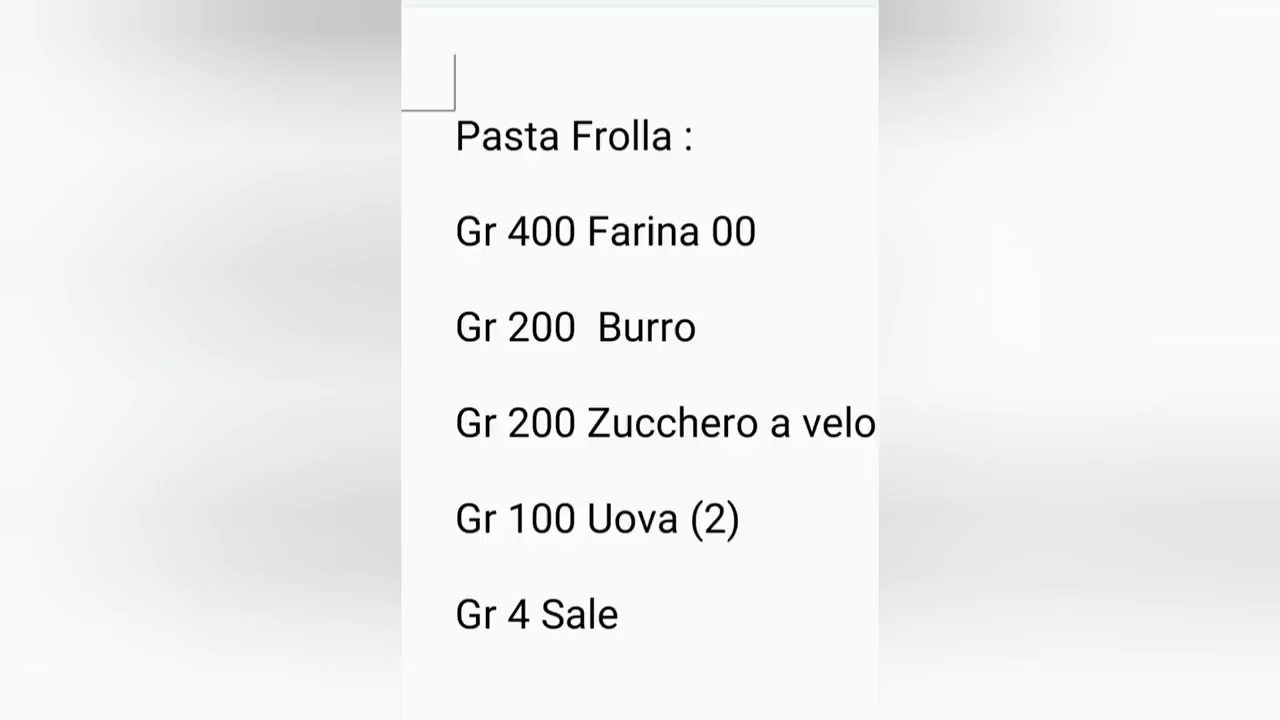 Pasta Frolla :
Gr 400 Farina 00
Gr 200  Burro
Gr 200 Zucchero a velo
Gr 100 Uova (2)
Gr 4 Sale